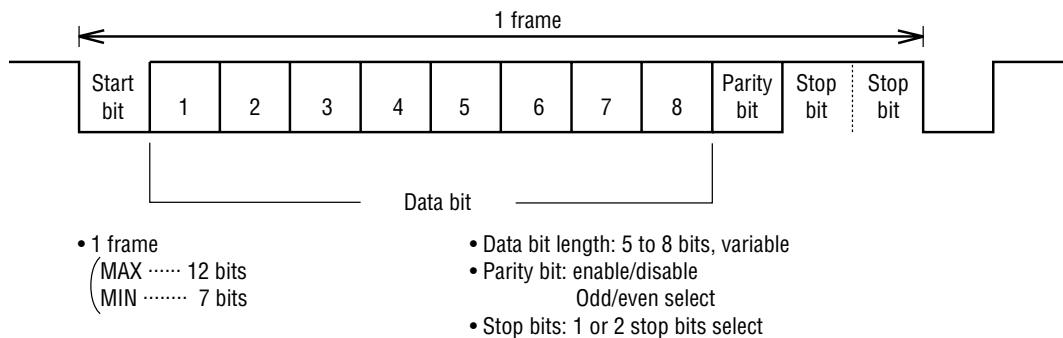 1 frame
Start bit 1 2 3 4 5 6 7 8 Parity bit Stop bit Stop bit
Data bit
• 1 frame
MAX ······ 12 bits
MIN ········ 7 bits
• Data bit length: 5 to 8 bits, variable
• Parity bit: enable/disable
Odd/even select
• Stop bits: 1 or 2 stop bits select